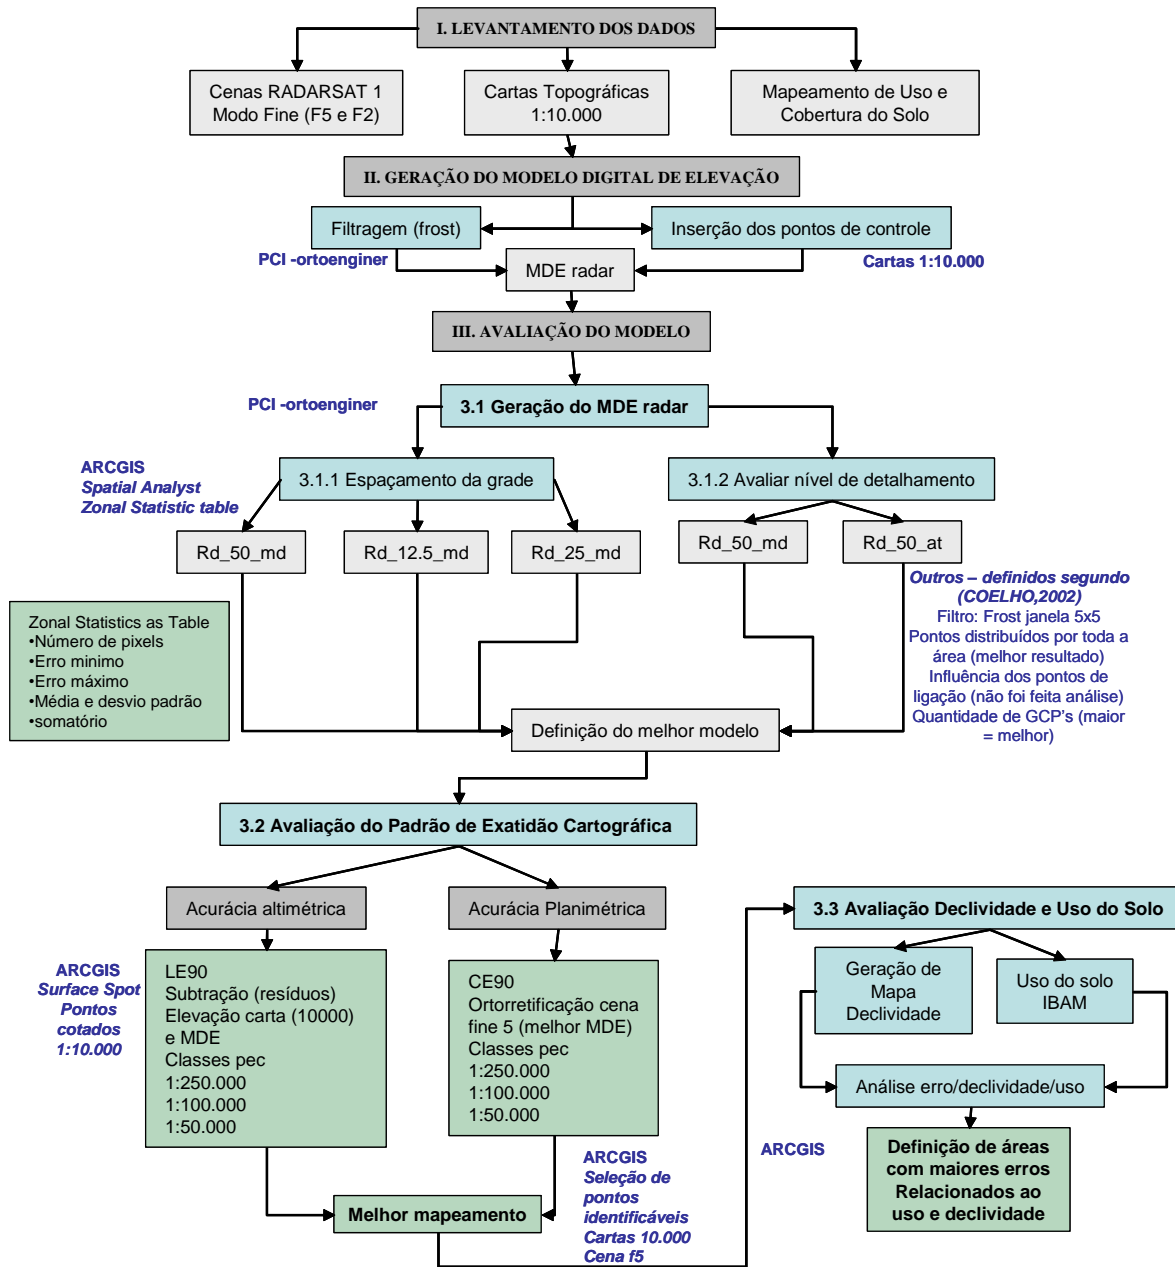 I. LEVANTAMENTO DOS DADOS
Cenas RADARSAT 1
Modo Fine (F5 e F2)
Cartas Topográficas
1:10.000
Mapeamento de Uso e
Cobertura do Solo
II. GERAÇÃO DO MODELO DIGITAL DE ELEVAÇÃO
Filtragem (frost)
Inserção dos pontos de controle
PCI -ortoenginer
MDE radar
Cartas 1:10.000
III. AVALIAÇÃO DO MODELO
PCI -ortoenginer
3.1 Geração do MDE radar
ARCGIS
Spatial Analyst
Zonal Statistic table
3.1.1 Espaçamento da grade
3.1.2 Avaliar nível de detalhamento
Rd_50_md
Rd_12.5_md
Rd_25_md
Rd_50_md
Rd_50_at
Zonal Statistics as Table
•Número de pixels
•Erro minimo
•Erro máximo
•Média e desvio padrão
•somatório
Outros – definidos segundo
(COELHO,2002)
Filtro: Frost janela 5x5
Pontos distribuídos por toda a
área (melhor resultado)
Influência dos pontos de
ligação (não foi feita análise)
Quantidade de GCP's (maior
= melhor)
Definição do melhor modelo
3.2 Avaliação do Padrão de Exatidão Cartográfica
Acurácia altimétrica
Acurácia Planimétrica
ARCGIS
Surface Spot
Pontos
cotados
1:10.000
LE90
Subtração (resíduos)
Elevação carta (10000)
e MDE
Classes pec
1:250.000
1:100.000
1:50.000
CE90
Ortorretificação cena
fine 5 (melhor MDE)
Classes pec
1:250.000
1:100.000
1:50.000
ARCGIS
Seleção de
pontos
identificáveis
Cartas 10.000
Cena f5
Melhor mapeamento
3.3 Avaliação Declividade e Uso do Solo
Geração de
Mapa
Declividade
Uso do solo
IBAM
Análise erro/declividade/uso
ARCGIS
Definição de áreas
com maiores erros
Relacionados ao
uso e declividade